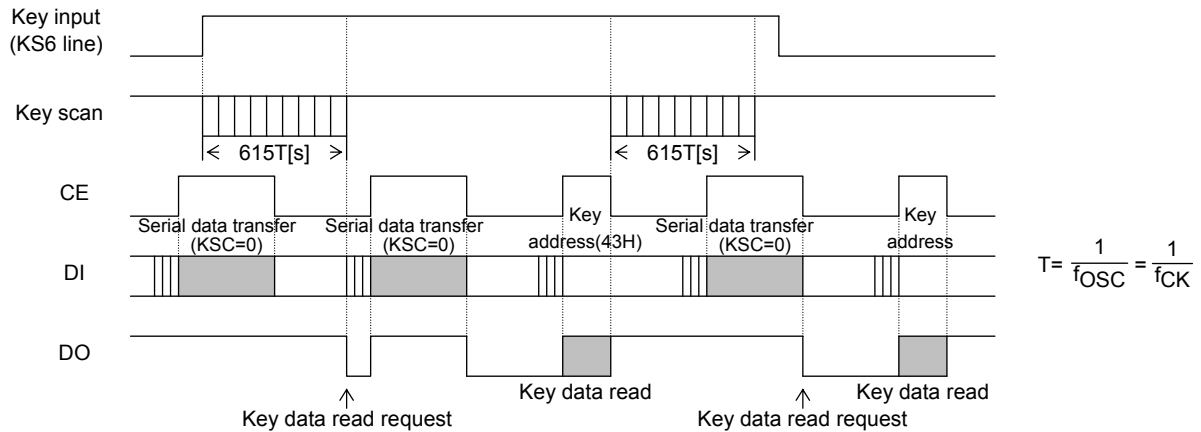 Key input
(KS6 line)
Key scan
615T[s]
615T[s]
CE
Serial data transfer
(KSC=0)
Serial data transfer
(KSC=0)
Key
address(43H)
Serial data transfer
(KSC=0)
Key
address
DI
T= 1/fOSC = 1/fCK
DO
Key data read
Key data read
Key data read request
Key data read request